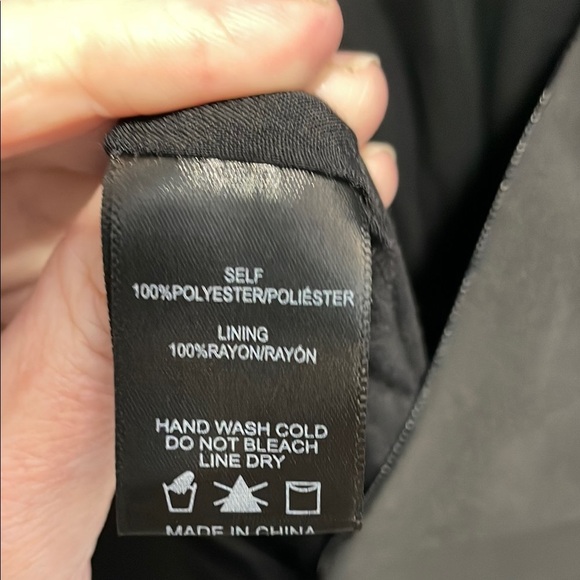 SELF
100%POLYESTER/POLIÉSTER
LINING
100%RAYON/RAYÓN
HAND WASH COLD
DO NOT BLEACH
LINE DRY
MADE IN CHINA